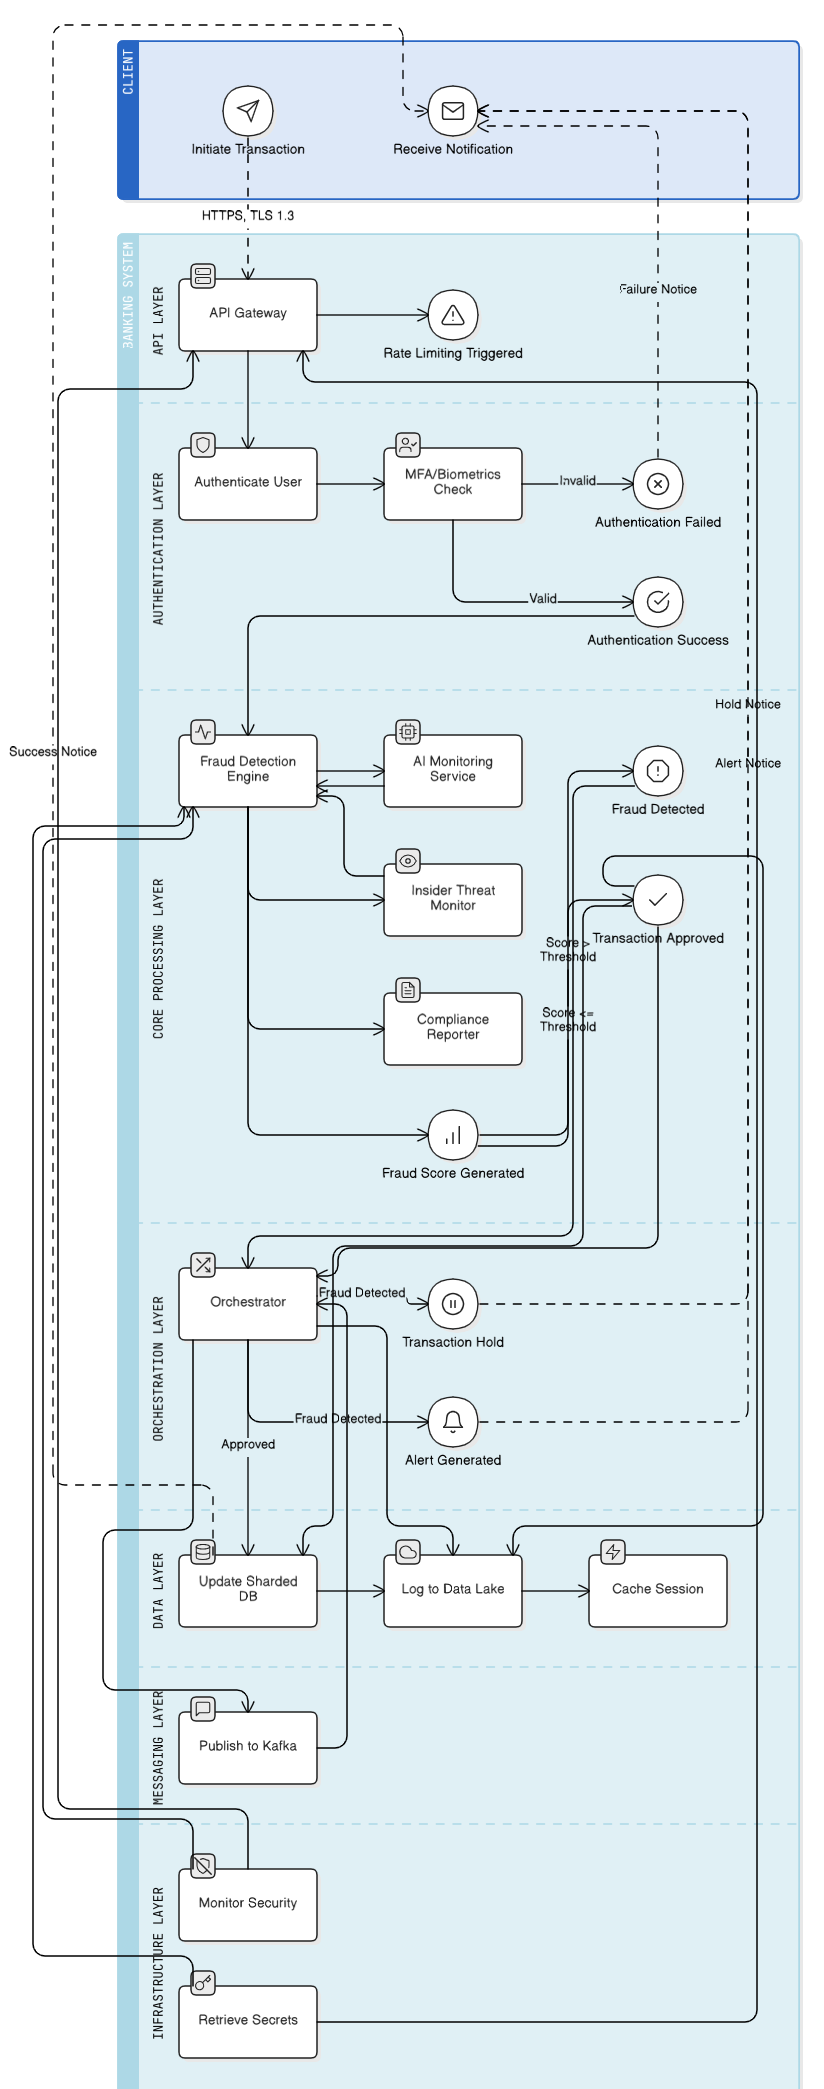 CLIENT
Initiate Transaction
Receive Notification
HTTPS, TLS 1.3
BANKING SYSTEM
API LAYER
API Gateway
Rate Limiting Triggered
Failure Notice
AUTHENTICATION LAYER
Authenticate User
MFA/Biometrics
Check
Invalid
Authentication Failed
Valid
Authentication Success
Hold Notice
Success Notice
Alert Notice
CORE PROCESSING LAYER
Fraud Detection
Engine
AI Monitoring
Service
Fraud Detected
Insider Threat
Monitor
Transaction Approved
Score >
Threshold
Compliance
Reporter
Score <=
Threshold
Fraud Score Generated
ORCHESTRATION LAYER
Orchestrator
Fraud Detected
Transaction Hold
Fraud Detected
Approved
Alert Generated
DATA LAYER
Update Sharded
DB
Log to Data Lake
Cache Session
MESSAGING LAYER
Publish to Kafka
INFRASTRUCTURE LAYER
Monitor Security
Retrieve Secrets